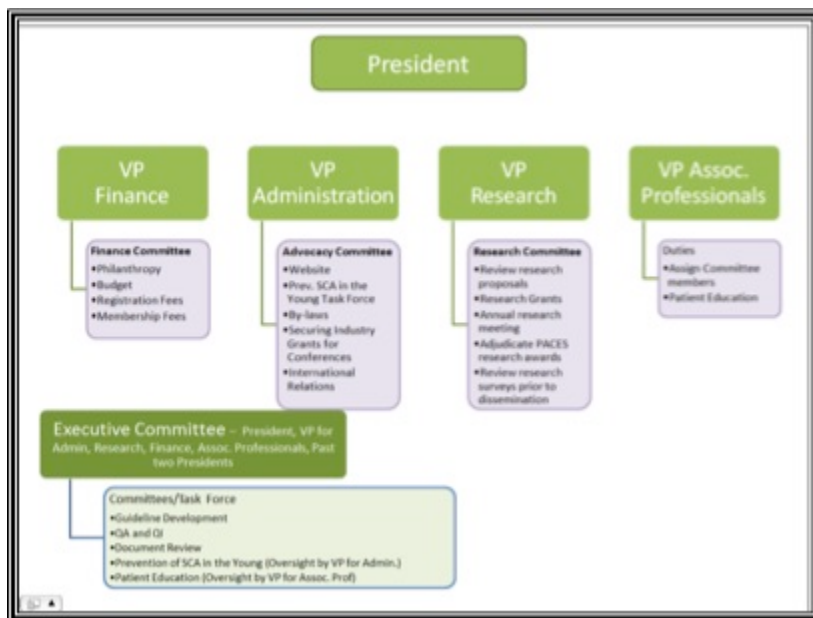 President
VP
Finance
VP
Administration
VP
Research
VP Assoc.
Professionals
Finance Committee
•Philanthropy
•Budget
•Registration Fees
•Membership Fees
Advocacy Committee
•Website
•Prev. SCA in the
Young Task Force
•By-laws
•Securing Industry
Grants for
Conferences
•International
Relations
Research Committee
•Review research
proposals
•Research Grants
•Annual research
meeting
•Adjudicate PACES
research awards
•Review research
surveys prior to
dissemination
Duties
•Assign Committee
members
•Patient Education
Executive Committee – President, VP for
Admin, Research, Finance, Assoc. Professionals, Past
two Presidents
Committees/Task Force
•Guideline Development
•QA and QI
•Document Review
•Prevention of SCA in the Young (Oversight by VP for Admin.)
•Patient Education (Oversight by VP for Assoc. Prof)